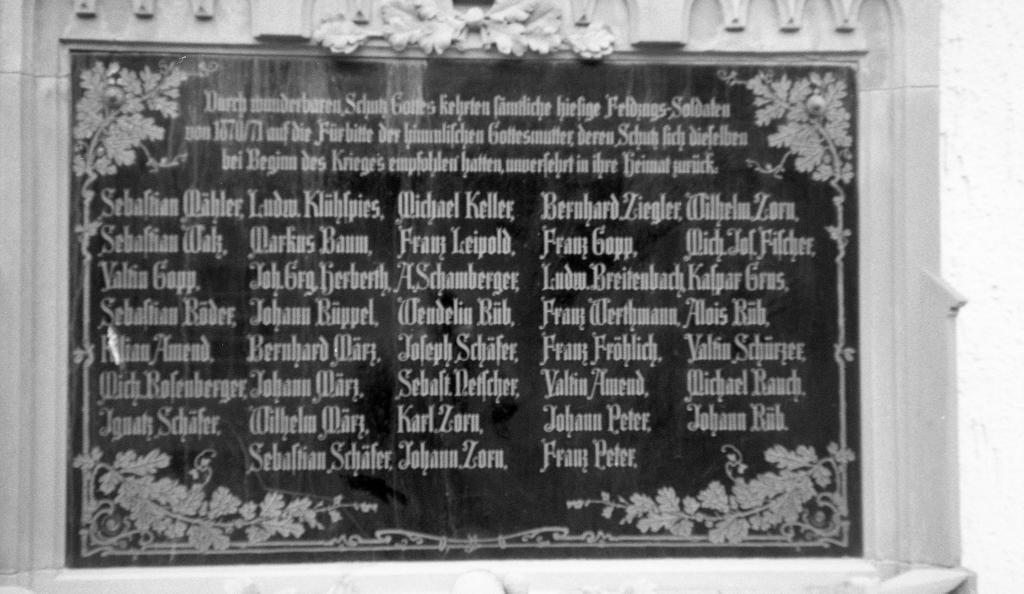 Durch wunderbaren Schutz Gottes kehrten sämtliche hiesige Feldzugs-Soldaten
von 1870/71 auf die Fürbitte der himmlischen Gottesmutter, deren Schutz sich dieselben
bei Beginn des Krieges empfohlen hatten, unversehrt in ihre Heimat zurück.
Sebastian Mähler, Ludw. Klühspies, Michael Keller, Bernhard Ziegler, Wilhelm Zorn,
Sebastian Walz, Markus Baum, Franz Leipold, Franz Gopp, Mich. Jos. Fischer,
Valtin Gopp, Joh. Grg. Herberth, A. Schamberger, Ludw. Breitenbach, Kaspar Grus,
Sebastian Röder, Johann Rüppel, Wendelin Rüb, Franz Werthmann, Alois Rüb,
Kilian Amend, Bernhard März, Joseph Schäfer, Franz Fröhlich, Valtin Schürzer,
Mich. Rosenberger, Johann März, Sebast. Netscher, Valtin Amend, Michael Rauch,
Ignatz Schäfer, Wilhelm März, Karl Zorn, Johann Peter, Johann Rüb.
Sebastian Schäfer, Johann Zorn, Franz Peter,